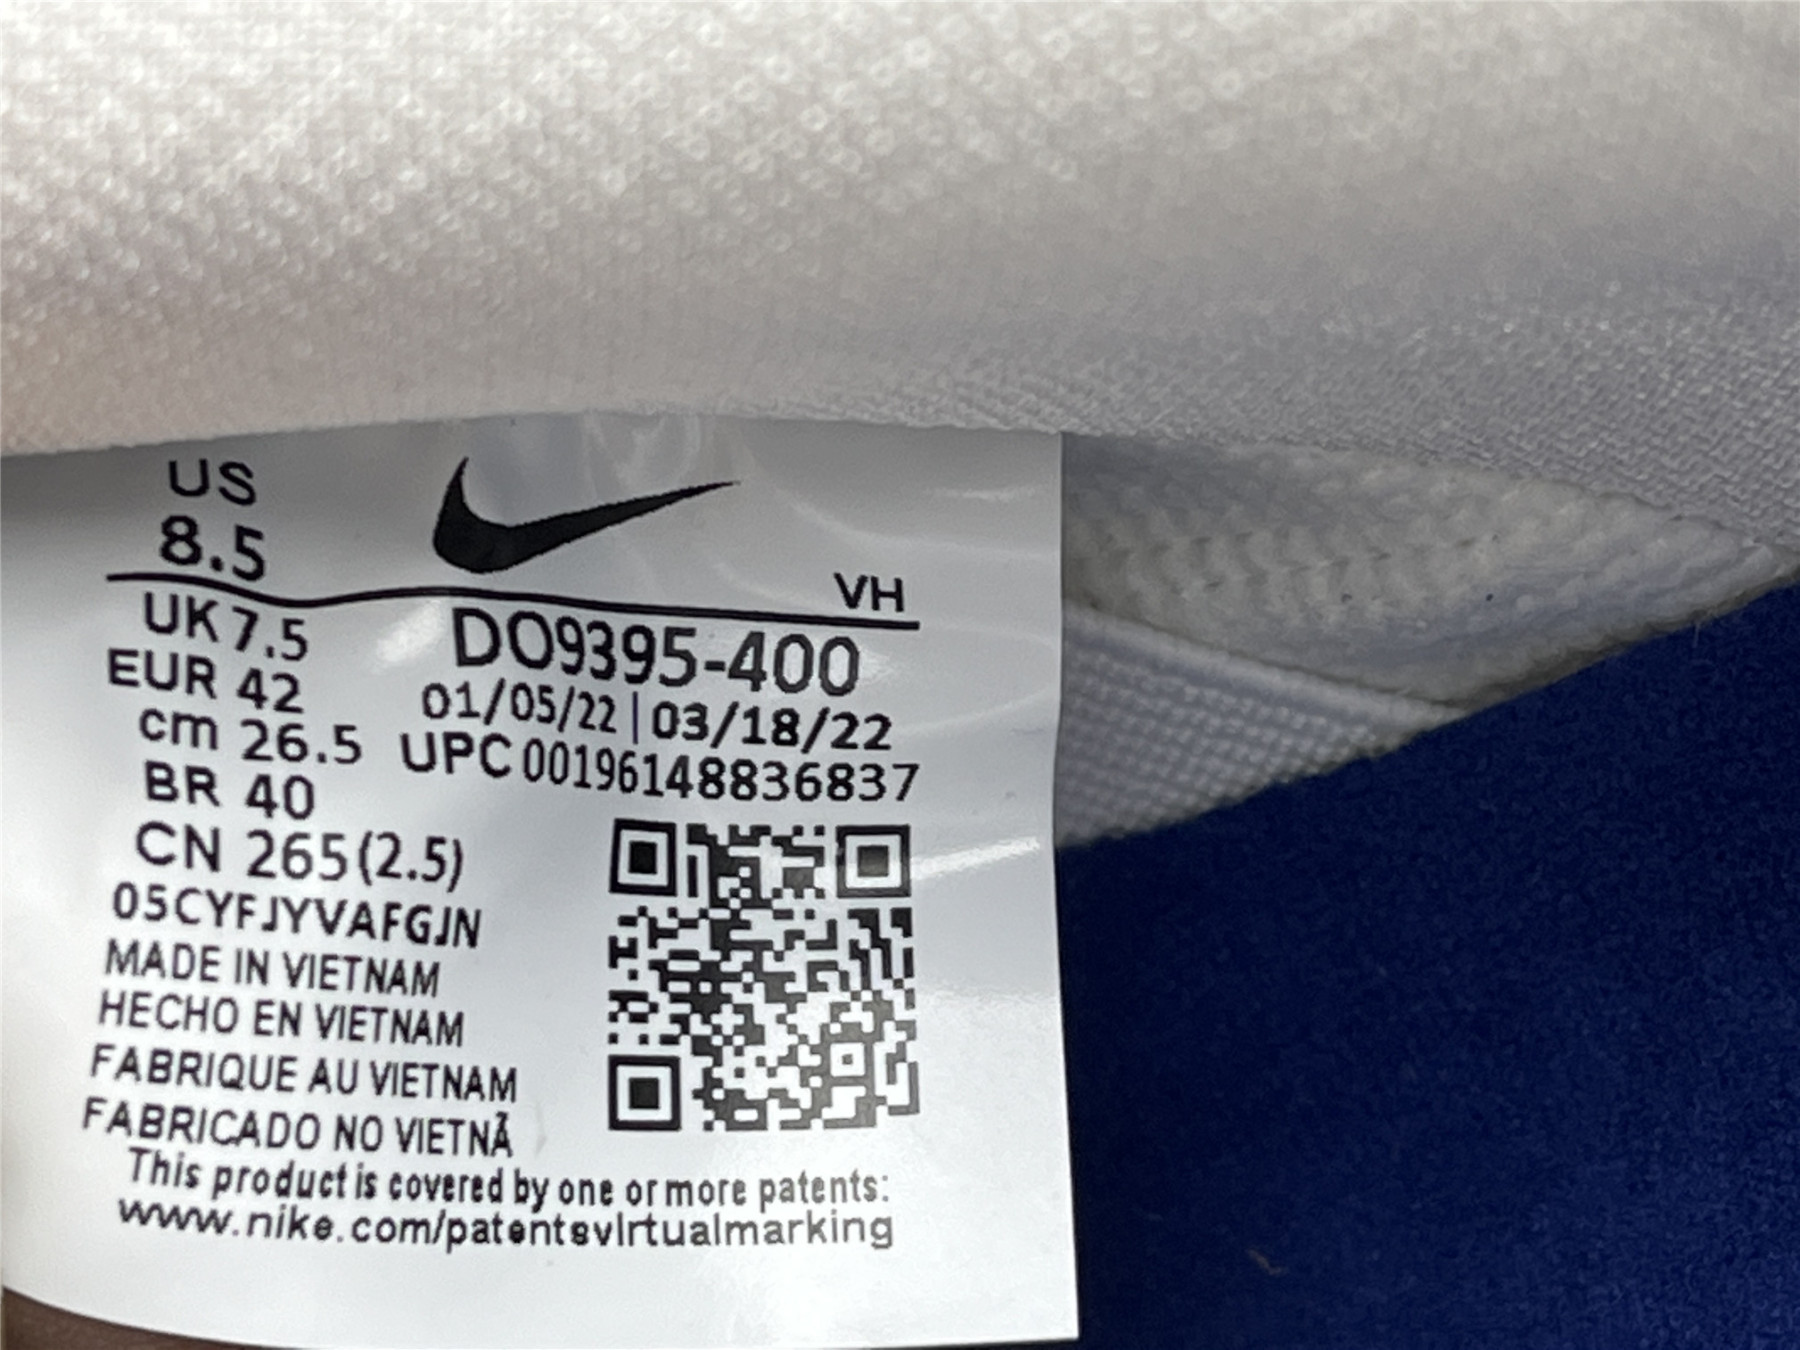 US
8.5
VH
UK 7.5
DO9395-400
EUR 42
01/05/22 | 03/18/22
cm 26.5
UPC 00196148836837
BR 40
CN 265(2.5)
05CYFJYVAFGJN
MADE IN VIETNAM
HECHO EN VIETNAM
FABRIQUE AU VIETNAM
FABRICADO NO VIETNÃ
This product is covered by one or more patents:
www.nike.com/patentsvirtualmarking